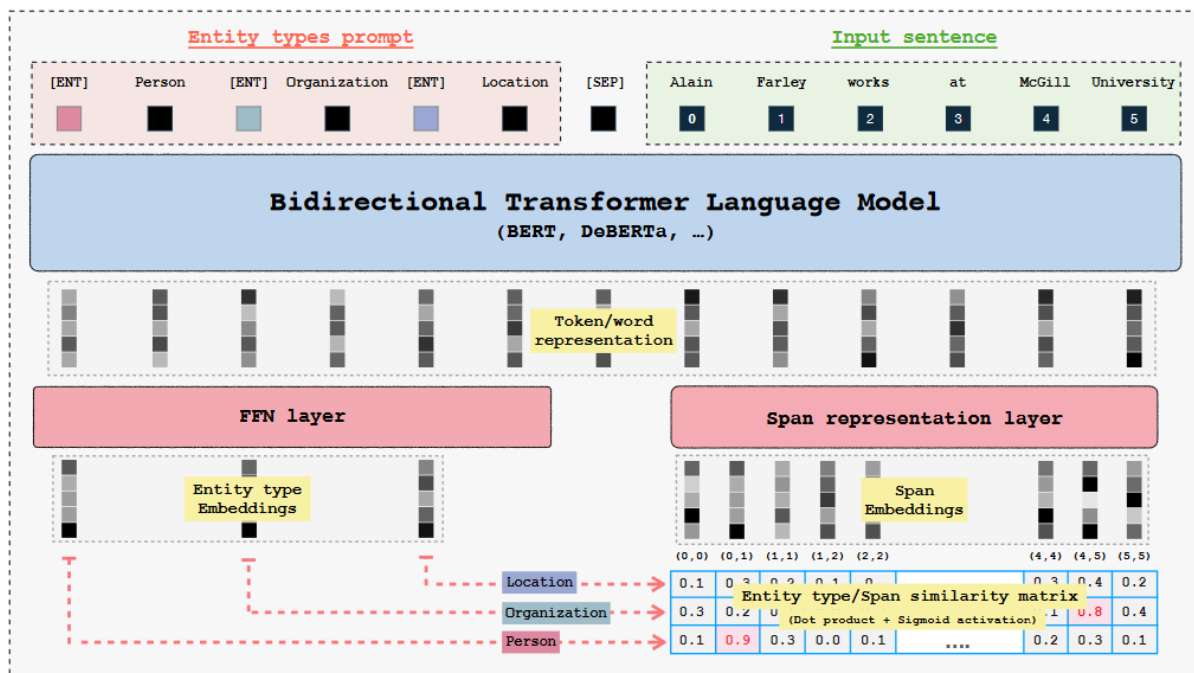 Entity types prompt
Input sentence
[ENT] Person [ENT] Organization [ENT] Location [SEP] Alain Farley works at McGill University
0 1 2 3 4 5
Bidirectional Transformer Language Model
(BERT, DeBERTa, …)
Token/word
representation
FFN layer
Span representation layer
Entity type
Embeddings
Span
Embeddings
(0,0) (0,1) (1,1) (1,2) (2,2) (4,4) (4,5) (5,5)
Location 0.1 0.3 0.2 0.1 0.3 0.4 0.2
Entity type/Span similarity matrix
Organization 0.3 0.2 0.8 0.4
(Dot product + Sigmoid activation)
Person 0.1 0.9 0.3 0.0 0.1 …. 0.2 0.3 0.1